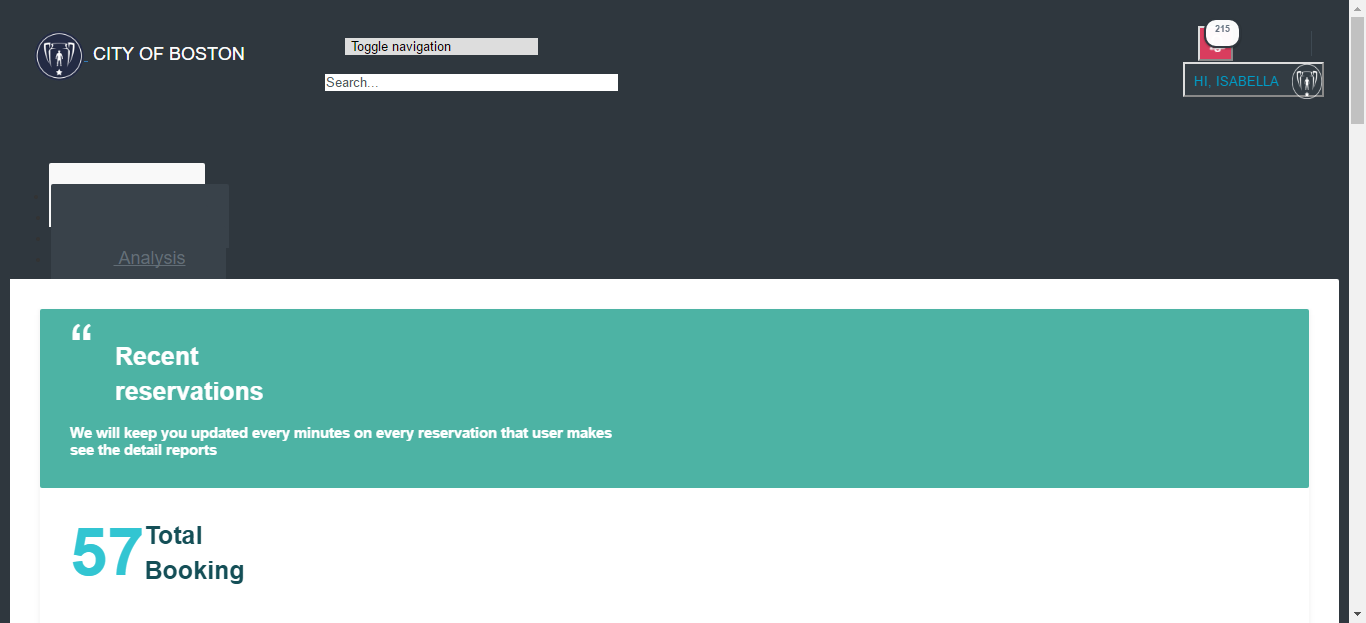 CITY OF BOSTON
Toggle navigation
Search...
215
HI, ISABELLA
Analysis
“
Recent
reservations
We will keep you updated every minutes on every reservation that user makes
see the detail reports
57
Total
Booking